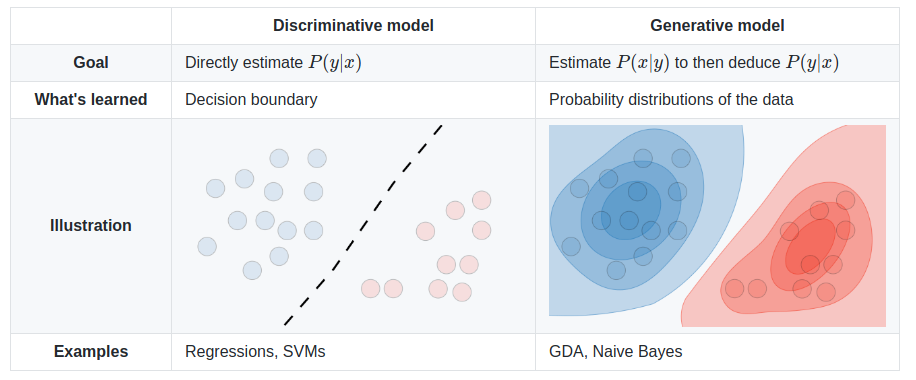 Discriminative model Generative model
Goal Directly estimate P(y|x) Estimate P(x|y) to then deduce P(y|x)
What's learned Decision boundary Probability distributions of the data
Illustration
Examples Regressions, SVMs GDA, Naive Bayes